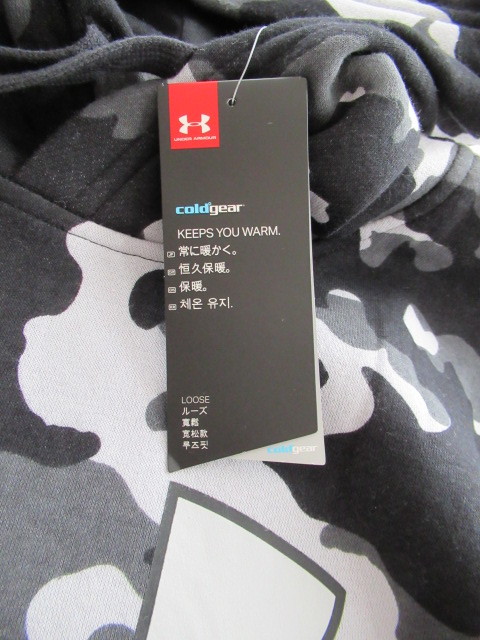 UNDER ARMOUR
coldgear
KEEPS YOU WARM.
常に暖かく。
恒久保暖。
保暖。
체온 유지.
LOOSE
ルーズ
寬鬆
宽松款
루즈핏
coldgear